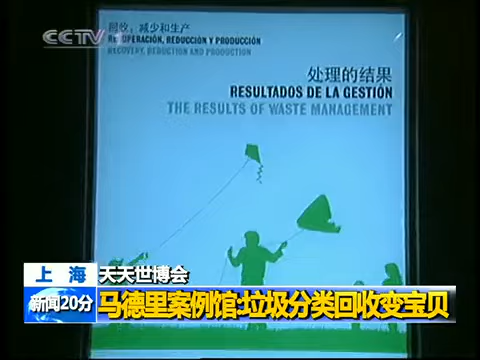 CCTV
回收，减少和生产
RECUPERACIÓN, REDUCCIÓN Y PRODUCCIÓN
RECOVERY, REDUCTION AND PRODUCTION
处理的结果
RESULTADOS DE LA GESTIÓN
THE RESULTS OF WASTE MANAGEMENT
上海
天天世博会
新闻20分
马德里案例馆:垃圾分类回收变宝贝